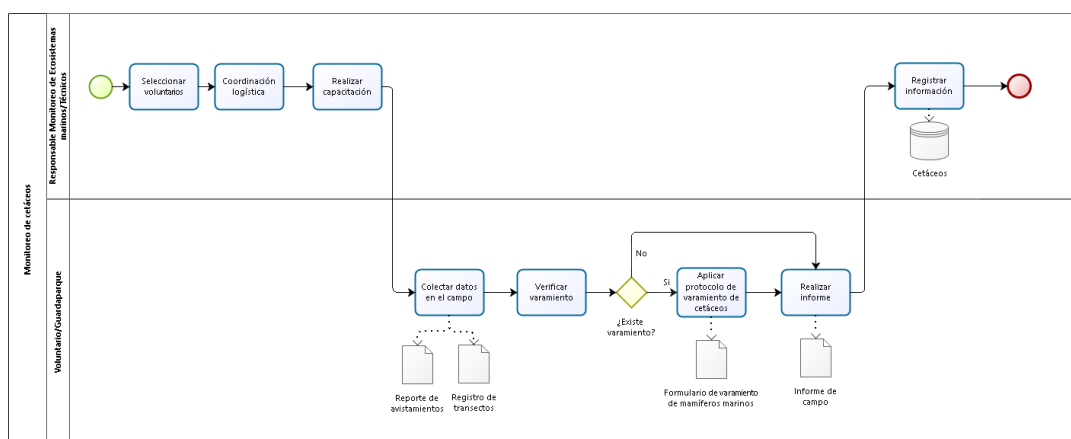 Monitoreo de cetáceos
Responsable Monitoreo de Ecosistemas
marinos/Técnicos
Seleccionar
voluntarios
Coordinación
logística
Realizar
capacitación
Registrar
información
Cetáceos
Voluntario/Guardaparque
Colectar datos
en el campo
Verificar
varamiento
No
Si
¿Existe
varamiento?
Aplicar
protocolo de
varamiento de
cetáceos
Realizar
informe
Reporte de
avistamientos
Registro de
transectos
Formulario de varamiento
de mamíferos marinos
Informe de
campo